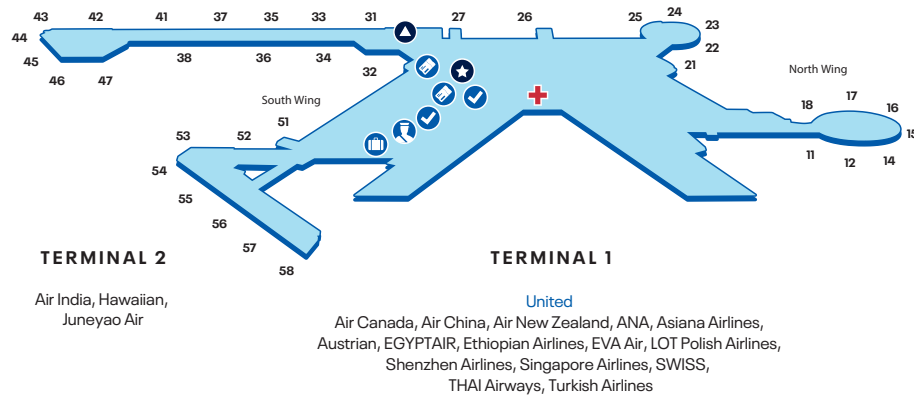 43 42 41 37 35 33 31 27 26 25 24 23
44 22
45 46 47 38 36 34 32 21
North Wing
South Wing
51 18 17 16
53 52 15
54 11 12 14
55
56
57
58
TERMINAL 2
Air India, Hawaiian,
Juneyao Air
TERMINAL 1
United
Air Canada, Air China, Air New Zealand, ANA, Asiana Airlines,
Austrian, EGYPTAIR, Ethiopian Airlines, EVA Air, LOT Polish Airlines,
Shenzhen Airlines, Singapore Airlines, SWISS,
THAI Airways, Turkish Airlines